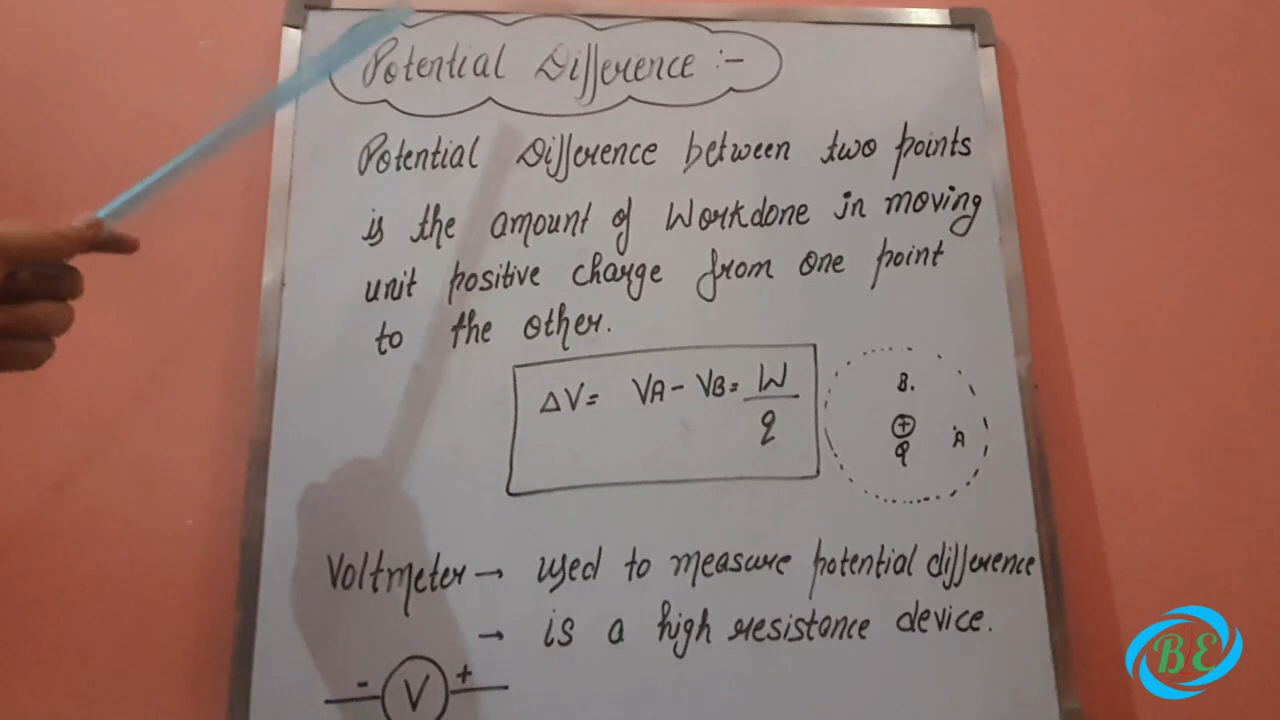 Potential Difference :-
Potential Difference between two points
is the amount of Workdone in moving
unit positive charge from one point
to the other.
ΔV = VA - VB = W/q
B.
+
A
q
Voltmeter → used to measure potential difference
→ is a high resistance device.
- V +
BE